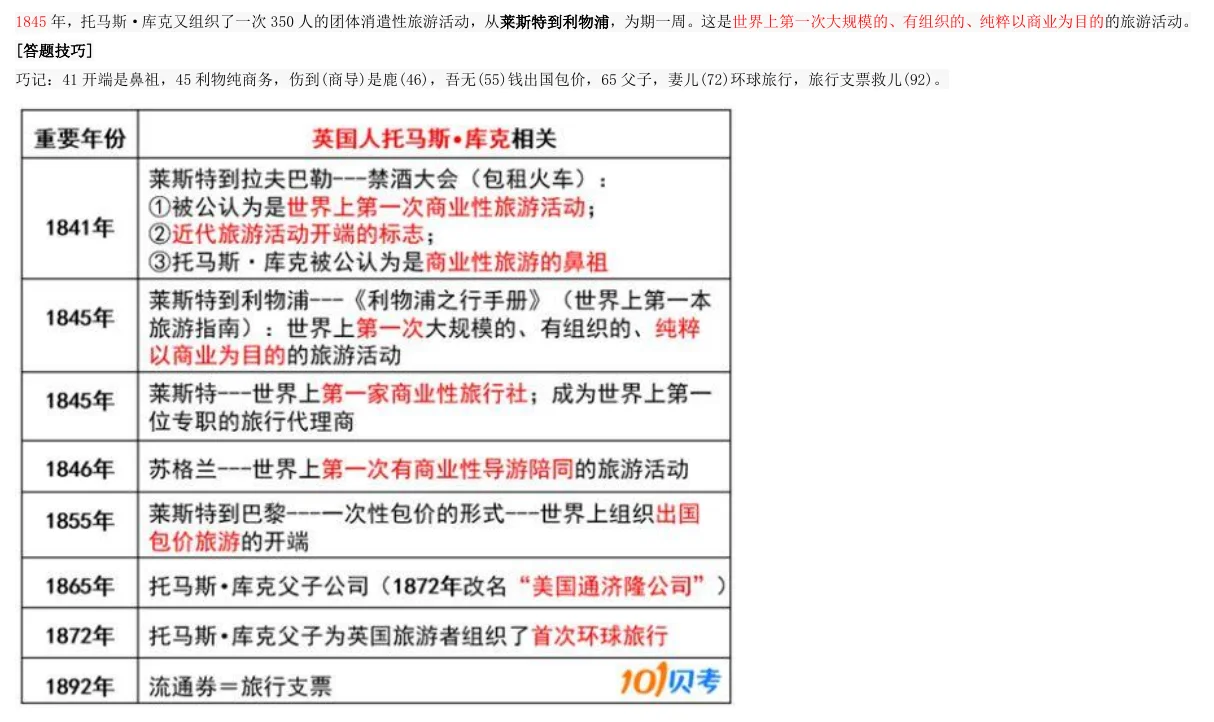 1845 年，托马斯·库克又组织了一次 350 人的团体消遣性旅游活动，从莱斯特到利物浦，为期一周。这是世界上第一次大规模的、有组织的、纯粹以商业为目的的旅游活动。
[答题技巧]
巧记：41 开端是鼻祖，45 利物纯商务，伤到(商导)是鹿(46)，吾无(55)钱出国包价，65 父子，妻儿(72)环球旅行，旅行支票救儿(92)。
重要年份 英国人托马斯•库克相关
1841年
莱斯特到拉夫巴勒---禁酒大会（包租火车）：
①被公认为是世界上第一次商业性旅游活动；
②近代旅游活动开端的标志；
③托马斯·库克被公认为是商业性旅游的鼻祖
1845年
莱斯特到利物浦---《利物浦之行手册》（世界上第一本
旅游指南）：世界上第一次大规模的、有组织的、纯粹
以商业为目的的旅游活动
1845年
莱斯特---世界上第一家商业性旅行社；成为世界上第一
位专职的旅行代理商
1846年 苏格兰---世界上第一次有商业性导游陪同的旅游活动
1855年
莱斯特到巴黎---一次性包价的形式---世界上组织出国
包价旅游的开端
1865年 托马斯•库克父子公司（1872年改名“美国通济隆公司”）
1872年 托马斯•库克父子为英国旅游者组织了首次环球旅行
1892年 流通券＝旅行支票
101贝考